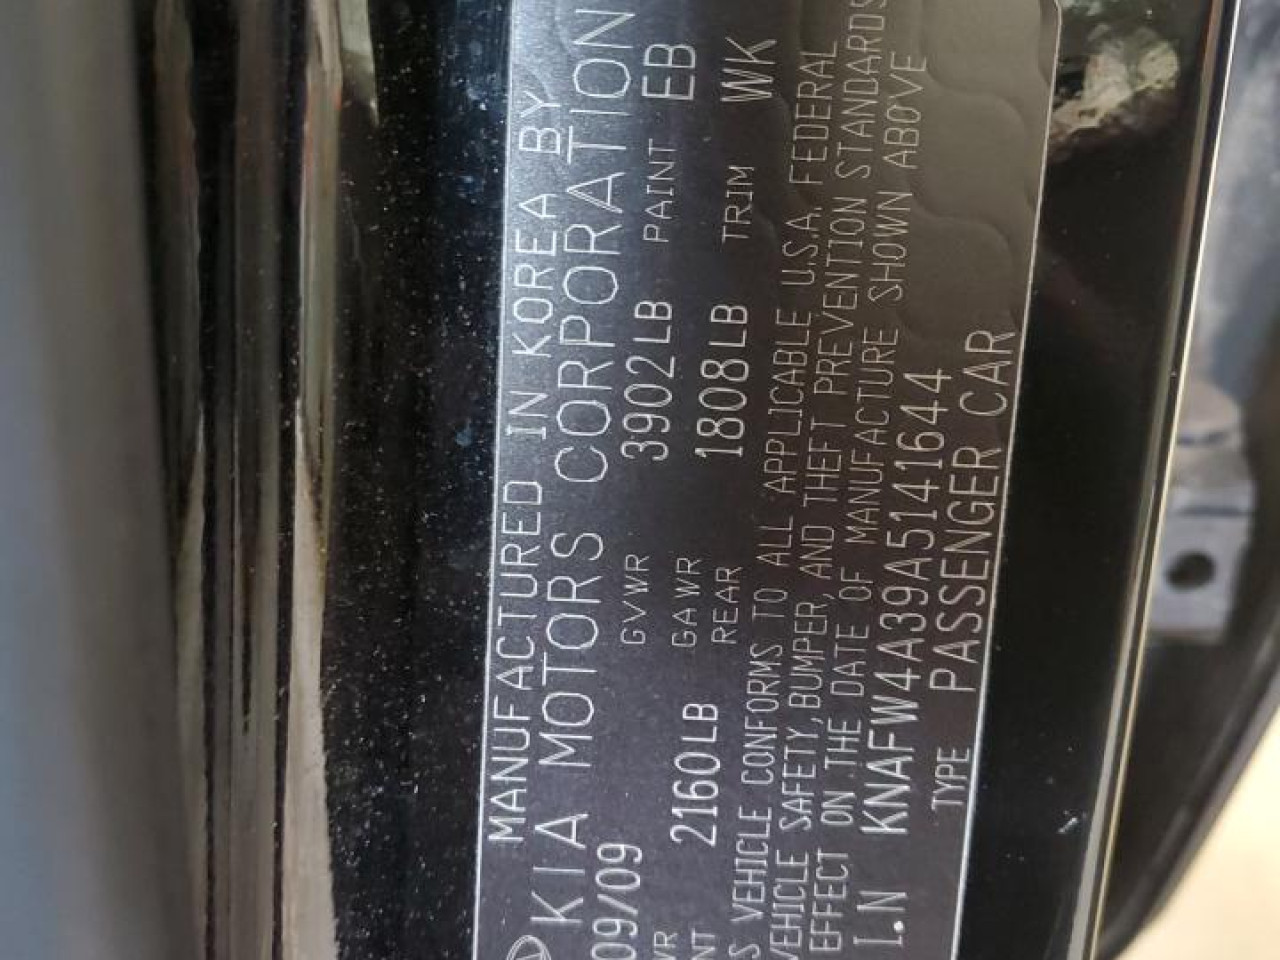 MANUFACTURED IN KOREA BY
KIA MOTORS CORPORATION
09/09 GVWR 3902LB PAINT EB
WR
NT 2160LB GAWR
REAR 1808LB TRIM WK
S VEHICLE CONFORMS TO ALL APPLICABLE U.S.A. FEDERAL
VEHICLE SAFETY, BUMPER, AND THEFT PREVENTION STANDARDS
EFFECT ON THE DATE OF MANUFACTURE SHOWN ABOVE
I.N KNAFW4A39A5141644
TYPE PASSENGER CAR